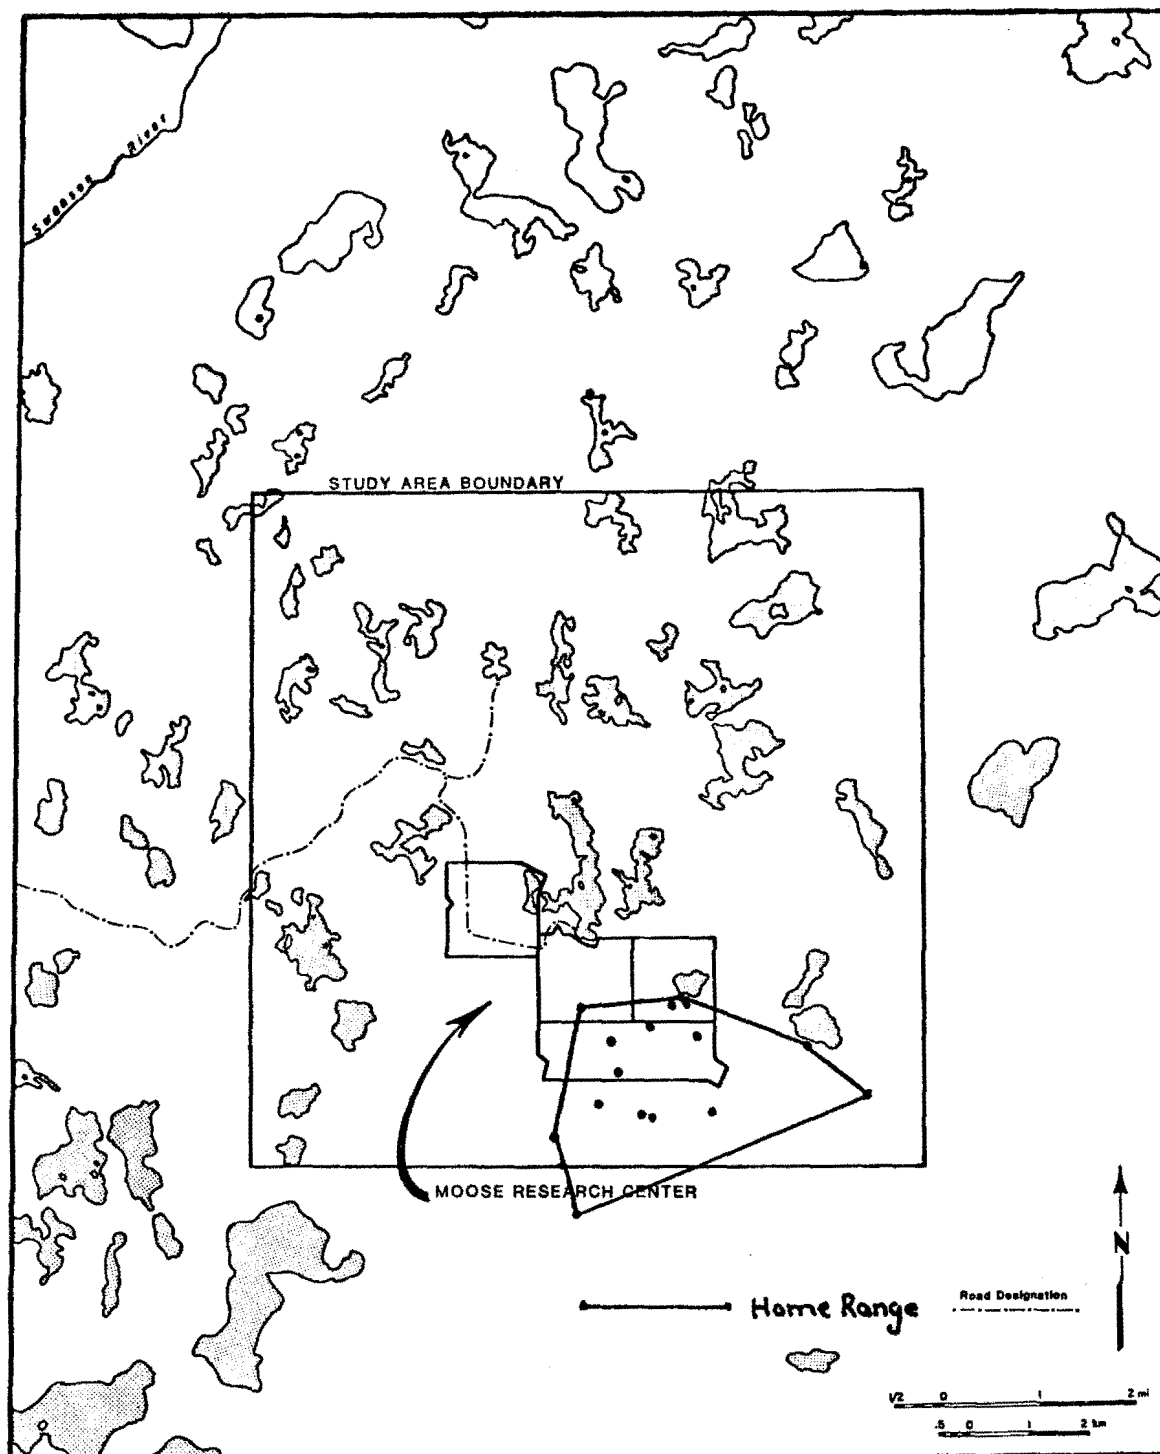 Swanson River
STUDY AREA BOUNDARY
MOOSE RESEARCH CENTER
N
Home Range
Road Designation
1/2 0 1 2 mi
.5 0 1 2 km